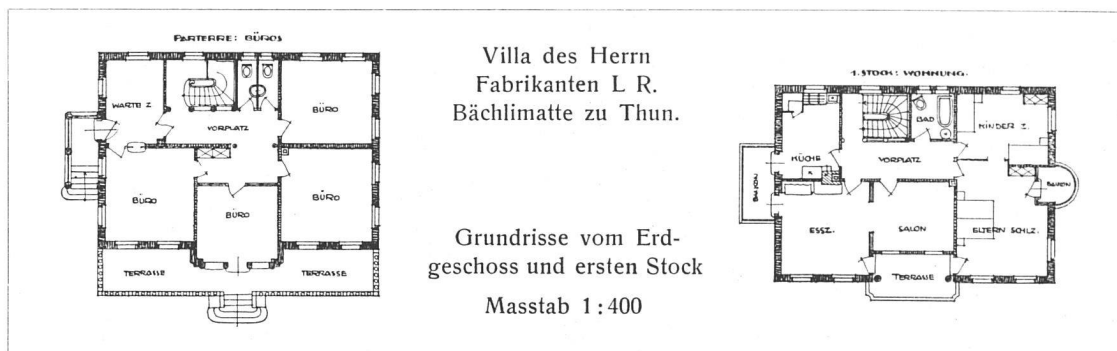 PARTERRE: BÜROS
WARTE Z
BÜRO
VORPLATZ
BÜRO
BÜRO
BÜRO
TERRASSE
TERRASSE
Villa des Herrn
Fabrikanten L R.
Bächlimatte zu Thun.
Grundrisse vom Erd-
geschoss und ersten Stock
Masstab 1:400
1. STOCK: WOHNUNG.
BAD
KINDER Z.
KÜCHE
VORPLATZ
BALKON
BALKON
ESSZ.
SALON
ELTERN SCHLZ.
TERRASSE